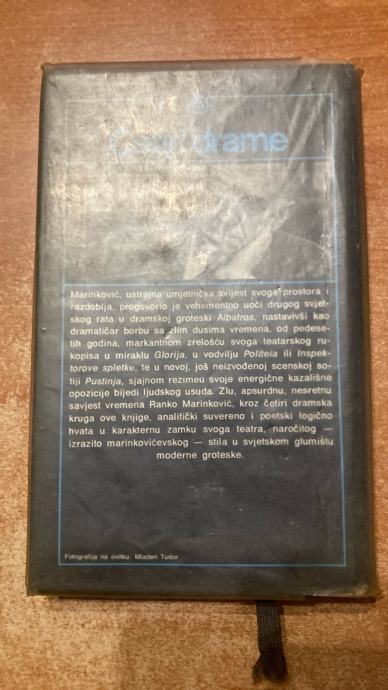 drame
Marinković, ustrajna umjetnička svijest svoga prostora i
razdoblja, progovorio je vehementno uoči drugog svjet-
skog rata u dramskoj groteski Albatros, nastavivši kao
dramatičar borbu sa zlim dusima vremena, od pedese-
tih godina, markantnom zrelošću svoga teatarskog ru-
kopisa u miraklu Glorija, u vodvilju Politeia ili Inspek-
torove spletke, te u novoj, još neizvođenoj scenskoj so-
tiji Pustinja, sjajnom rezimeu svoje energične kazališne
opozicije bijedi ljudskog usuda. Zlu, apsurdnu, nesretnu
savjest vremena Ranko Marinković, kroz četiri dramska
kruga ove knjige, analitički suvereno i poetski logično
hvata u karakternu zamku svoga teatra, naročitog —
izrazito marinkovićevskog — stila u svjetskom glumištu
moderne groteske.
Fotografija na ovitku: Mladen Tudor